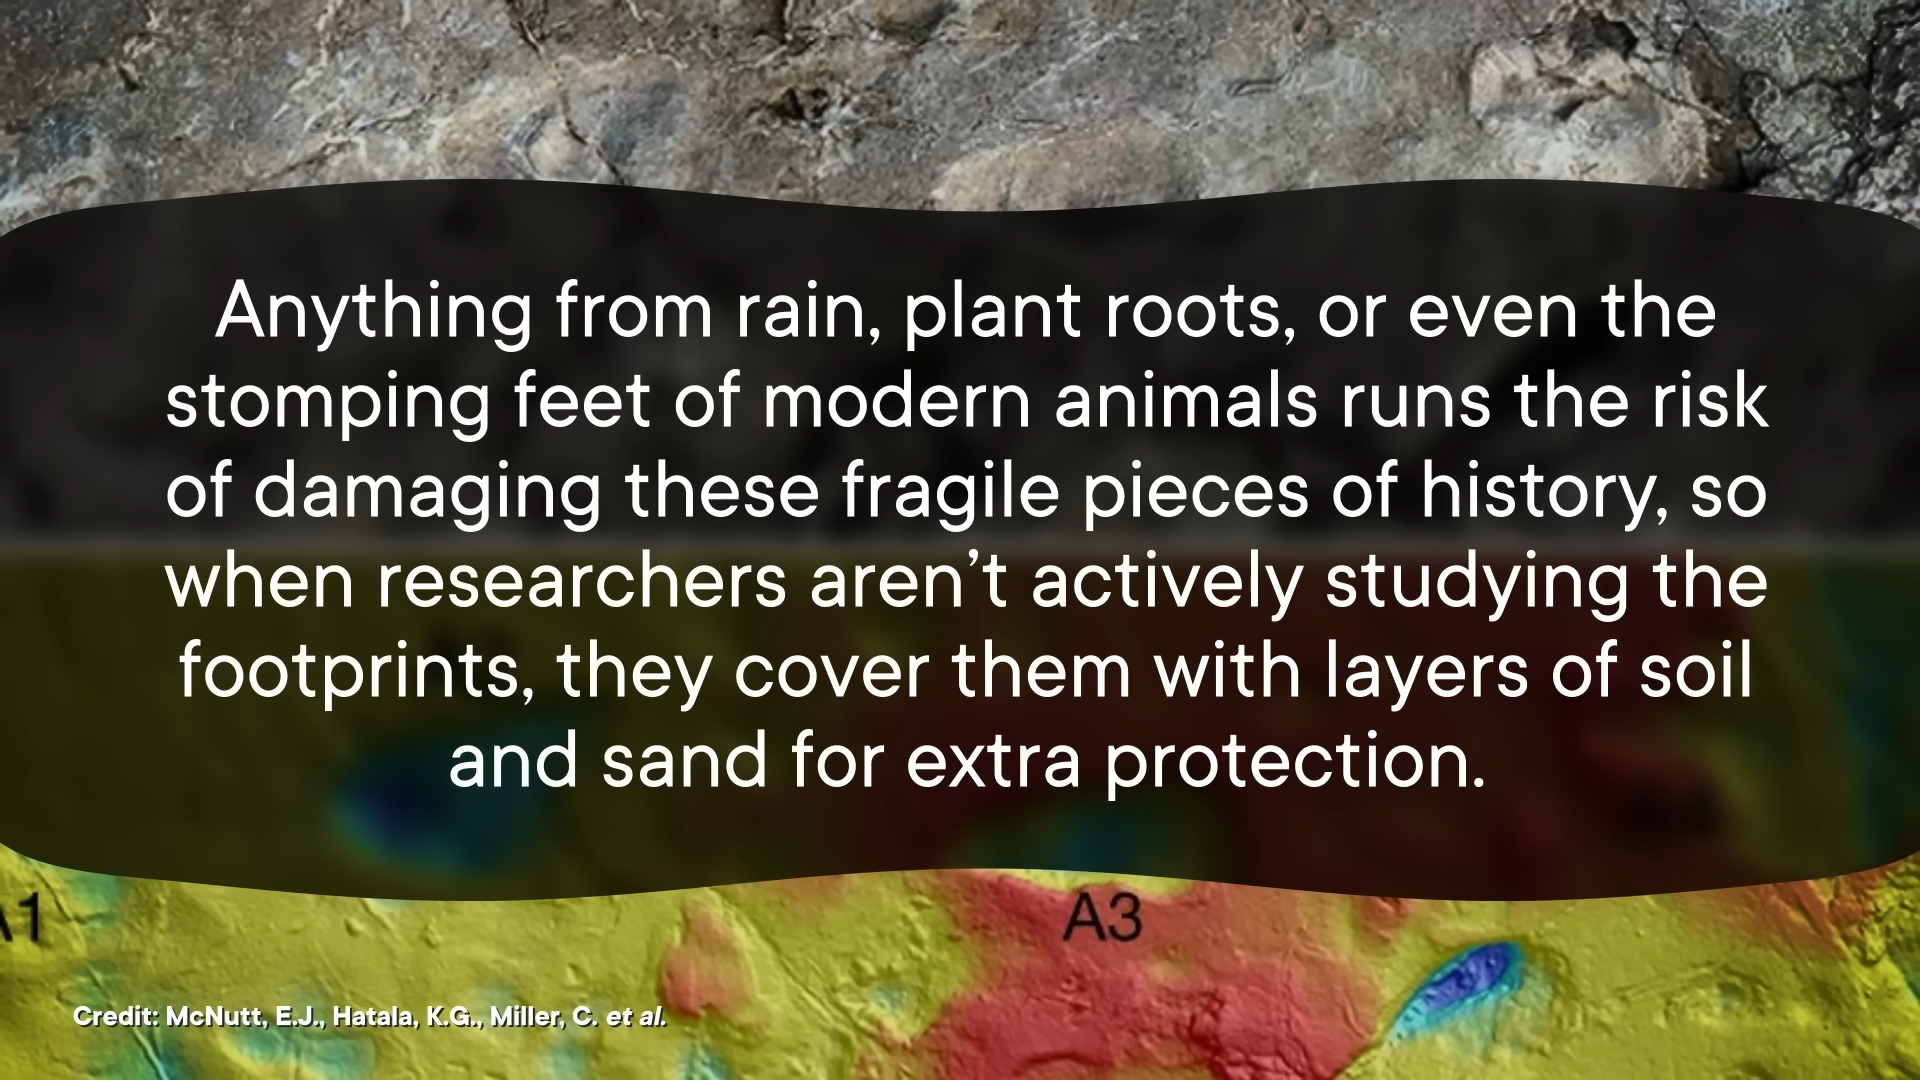 Anything from rain, plant roots, or even the
stomping feet of modern animals runs the risk
of damaging these fragile pieces of history, so
when researchers aren’t actively studying the
footprints, they cover them with layers of soil
and sand for extra protection.
A1
A3
Credit: McNutt, E.J., Hatala, K.G., Miller, C. et al.